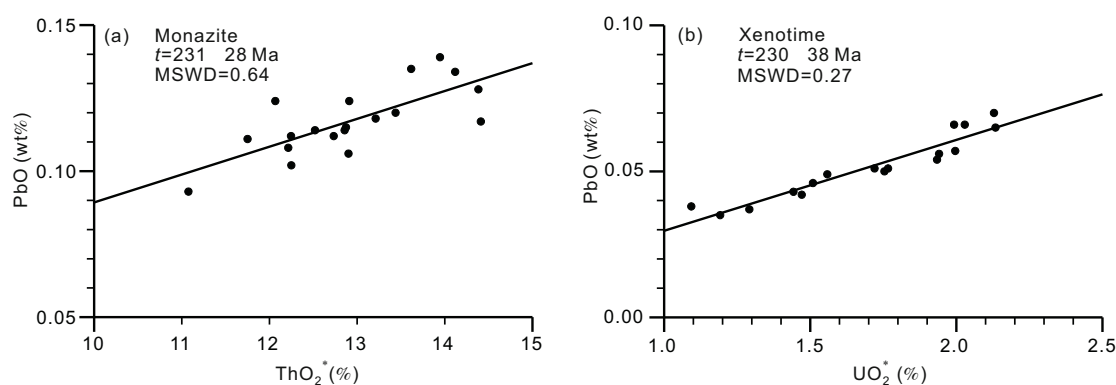 (a) Monazite
t=231 28 Ma
MSWD=0.64
PbO (wt%)
0.15
0.10
0.05
10 11 12 13 14 15
ThO₂*(%)
(b) Xenotime
t=230 38 Ma
MSWD=0.27
PbO (wt%)
0.10
0.05
0.00
1.0 1.5 2.0 2.5
UO₂*(%)